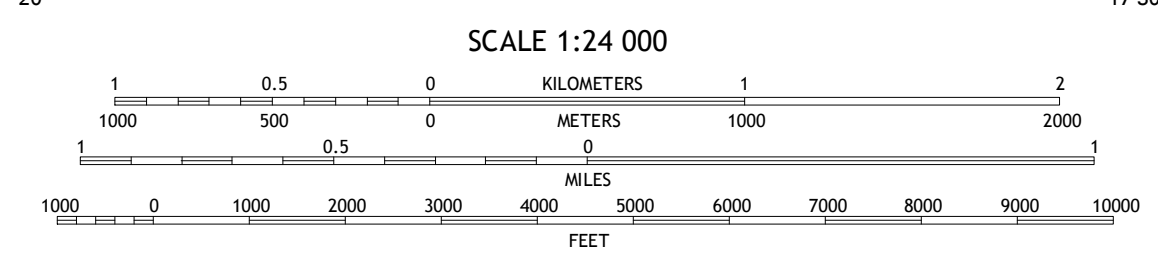 SCALE 1:24 000
1 0.5 0 KILOMETERS 1 2
1000 500 0 METERS 1000 2000
1 0.5 0 1
MILES
1000 0 1000 2000 3000 4000 5000 6000 7000 8000 9000 10000
FEET